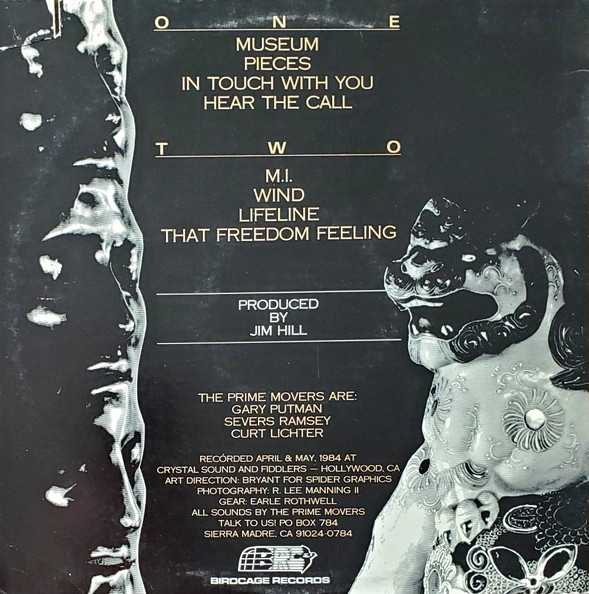 ONE
MUSEUM
PIECES
IN TOUCH WITH YOU
HEAR THE CALL
TWO
M.I.
WIND
LIFELINE
THAT FREEDOM FEELING
PRODUCED
BY
JIM HILL
THE PRIME MOVERS ARE:
GARY PUTMAN
SEVERS RAMSEY
CURT LICHTER
RECORDED APRIL & MAY, 1984 AT
CRYSTAL SOUND AND FIDDLERS — HOLLYWOOD, CA
ART DIRECTION: BRYANT FOR SPIDER GRAPHICS
PHOTOGRAPHY: R. LEE MANNING II
GEAR: EARLE ROTHWELL
ALL SOUNDS BY THE PRIME MOVERS
TALK TO US! PO BOX 784
SIERRA MADRE, CA 91024-0784
BR
BIRDCAGE RECORDS